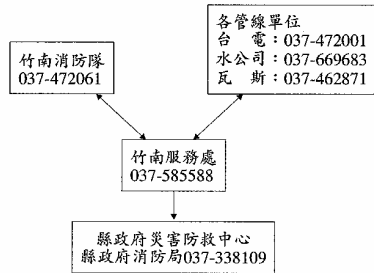 竹南消防隊
037-472061
各管線單位
台　電：037-472001
水公司：037-669683
瓦　斯：037-462871
竹南服務處
037-585588
縣政府災害防救中心
縣政府消防局037-338109